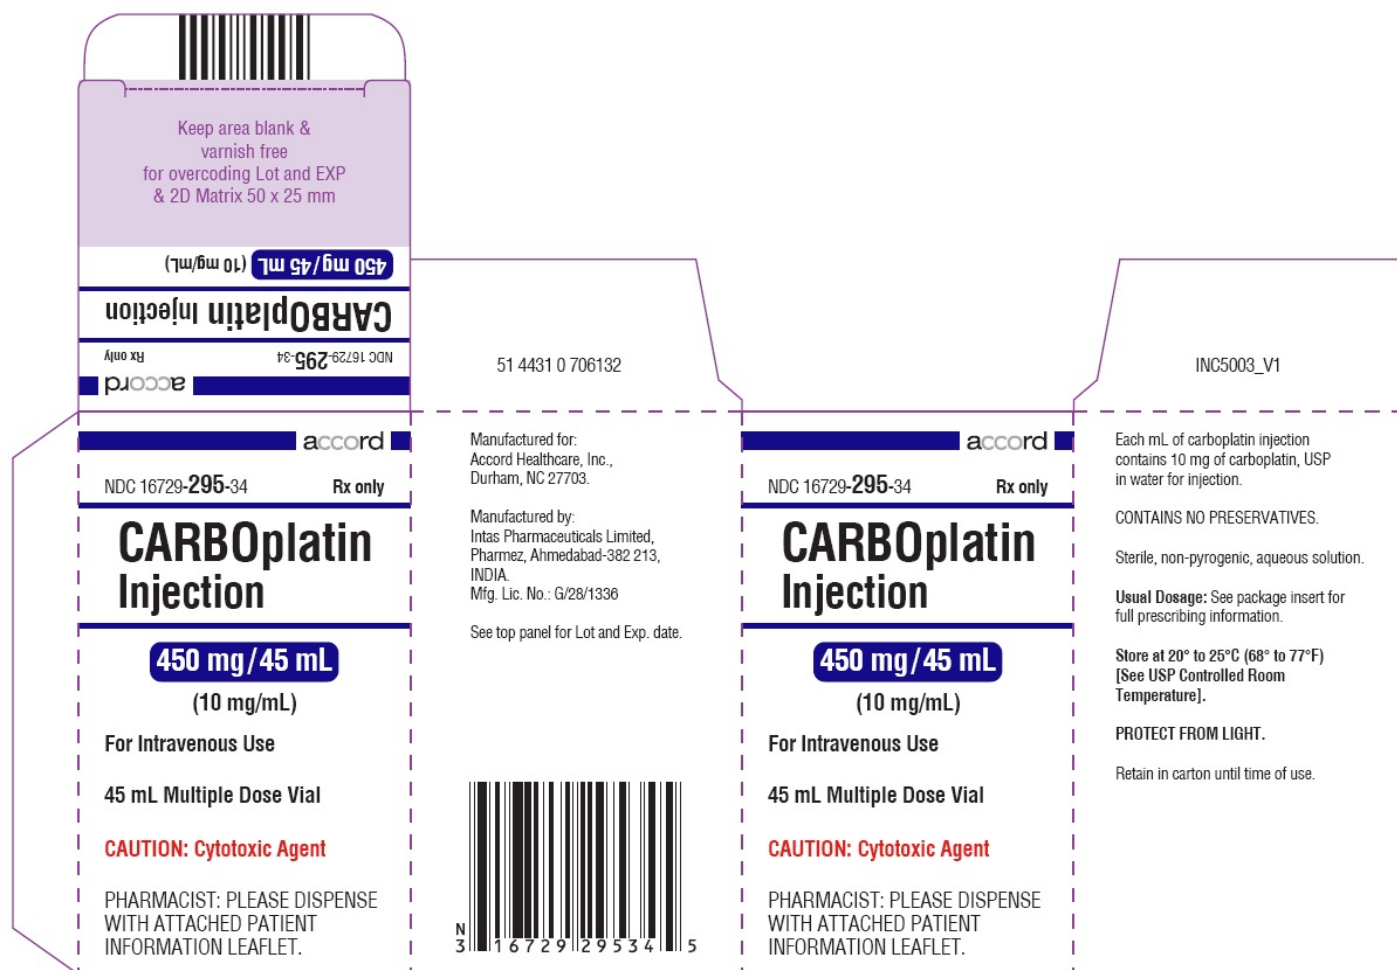 Keep area blank &
varnish free
for overcoding Lot and EXP
& 2D Matrix 50 x 25 mm
450 mg/45 mL (10 mg/mL)
CARBOplatin Injection
NDC 16729-295-34 Rx only
accord
51 4431 0 706132
INC5003_V1
accord
NDC 16729-295-34 Rx only
CARBOplatin
Injection
450 mg/45 mL
(10 mg/mL)
For Intravenous Use
45 mL Multiple Dose Vial
CAUTION: Cytotoxic Agent
PHARMACIST: PLEASE DISPENSE
WITH ATTACHED PATIENT
INFORMATION LEAFLET.
Manufactured for:
Accord Healthcare, Inc.,
Durham, NC 27703.
Manufactured by:
Intas Pharmaceuticals Limited,
Pharmez, Ahmedabad-382 213,
INDIA.
Mfg. Lic. No.: G/28/1336
See top panel for Lot and Exp. date.
N
3 16729 29534 5
accord
NDC 16729-295-34 Rx only
CARBOplatin
Injection
450 mg/45 mL
(10 mg/mL)
For Intravenous Use
45 mL Multiple Dose Vial
CAUTION: Cytotoxic Agent
PHARMACIST: PLEASE DISPENSE
WITH ATTACHED PATIENT
INFORMATION LEAFLET.
Each mL of carboplatin injection
contains 10 mg of carboplatin, USP
in water for injection.
CONTAINS NO PRESERVATIVES.
Sterile, non-pyrogenic, aqueous solution.
Usual Dosage: See package insert for
full prescribing information.
Store at 20° to 25°C (68° to 77°F)
[See USP Controlled Room
Temperature].
PROTECT FROM LIGHT.
Retain in carton until time of use.